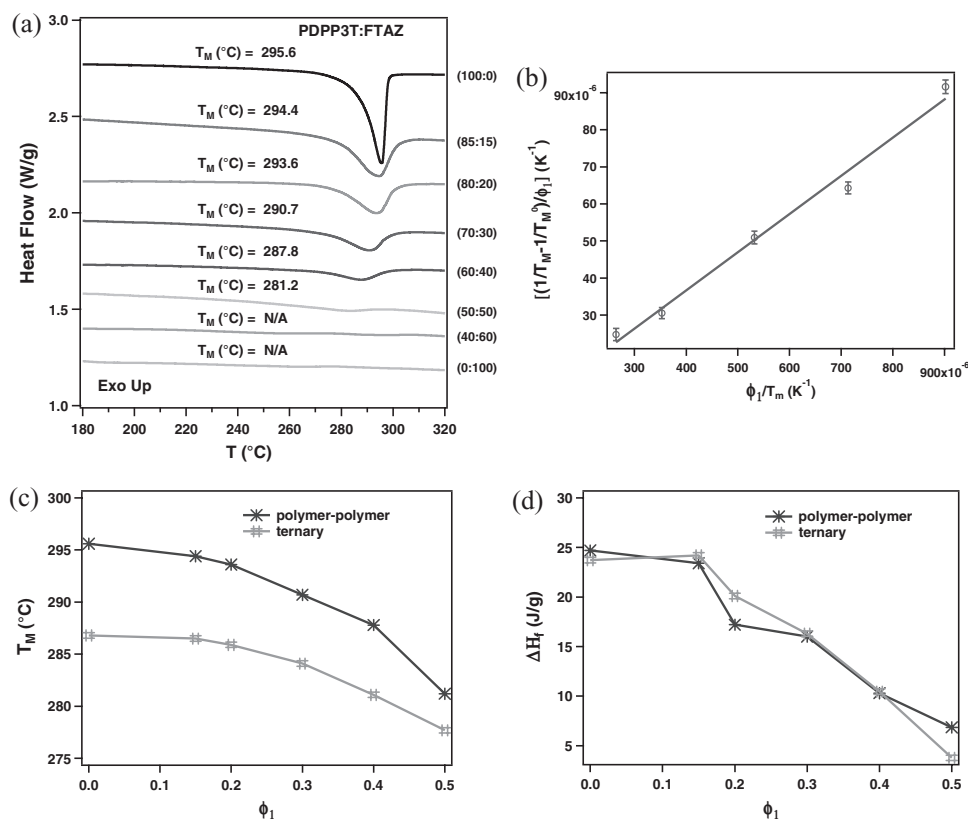 (a)
PDPP3T:FTAZ
3.0
2.5
2.0
1.5
1.0
Heat Flow (W/g)
T_M (°C) = 295.6
(100:0)
T_M (°C) = 294.4
(85:15)
T_M (°C) = 293.6
(80:20)
T_M (°C) = 290.7
(70:30)
T_M (°C) = 287.8
(60:40)
T_M (°C) = 281.2
(50:50)
T_M (°C) = N/A
(40:60)
T_M (°C) = N/A
(0:100)
Exo Up
180 200 220 240 260 280 300 320
T (°C)
(b)
90x10⁻⁶
80
70
60
50
40
30
[(1/T_M-1/T_M⁰)/ϕ₁] (K⁻¹)
300 400 500 600 700 800 900x10⁻⁶
ϕ₁/T_m (K⁻¹)
(c)
300
295
290
285
280
275
T_M (°C)
polymer-polymer
ternary
0.0 0.1 0.2 0.3 0.4 0.5
ϕ₁
(d)
30
25
20
15
10
5
ΔH_f (J/g)
polymer-polymer
ternary
0.0 0.1 0.2 0.3 0.4 0.5
ϕ₁